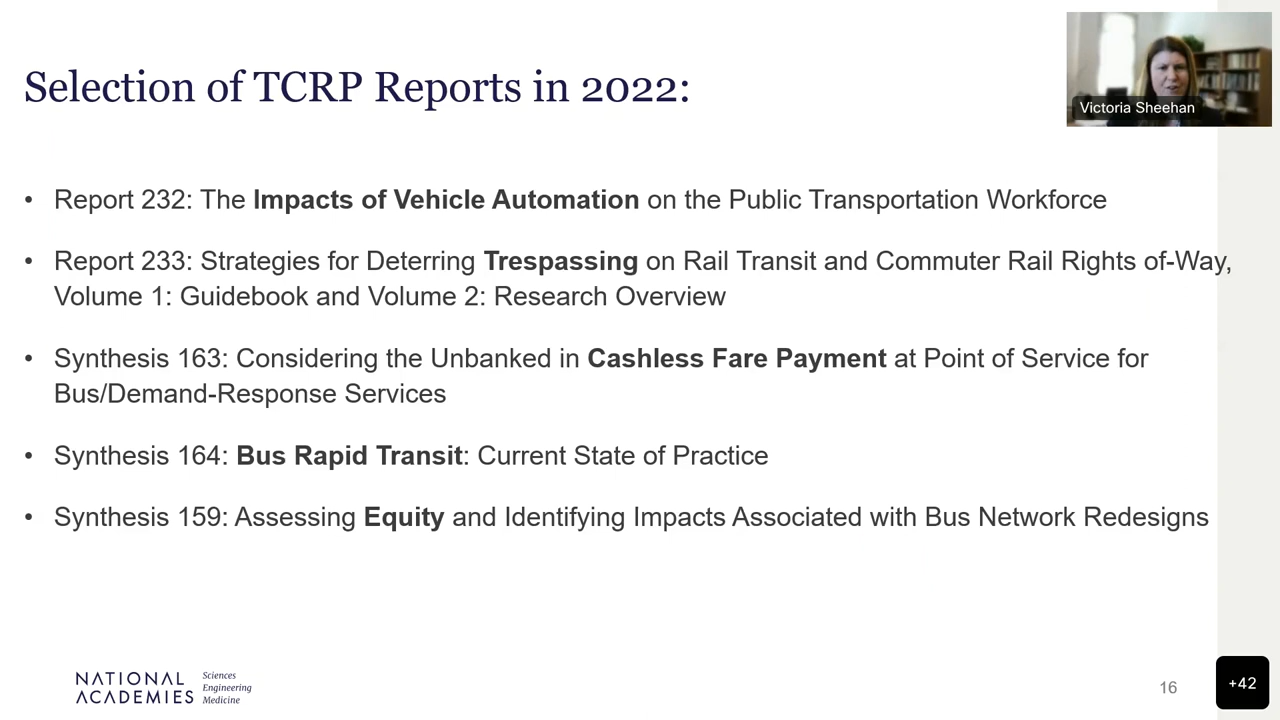 Selection of TCRP Reports in 2022:
Victoria Sheehan
• Report 232: The Impacts of Vehicle Automation on the Public Transportation Workforce
• Report 233: Strategies for Deterring Trespassing on Rail Transit and Commuter Rail Rights of-Way,
Volume 1: Guidebook and Volume 2: Research Overview
• Synthesis 163: Considering the Unbanked in Cashless Fare Payment at Point of Service for
Bus/Demand-Response Services
• Synthesis 164: Bus Rapid Transit: Current State of Practice
• Synthesis 159: Assessing Equity and Identifying Impacts Associated with Bus Network Redesigns
NATIONAL
ACADEMIES
Sciences
Engineering
Medicine
16
+42